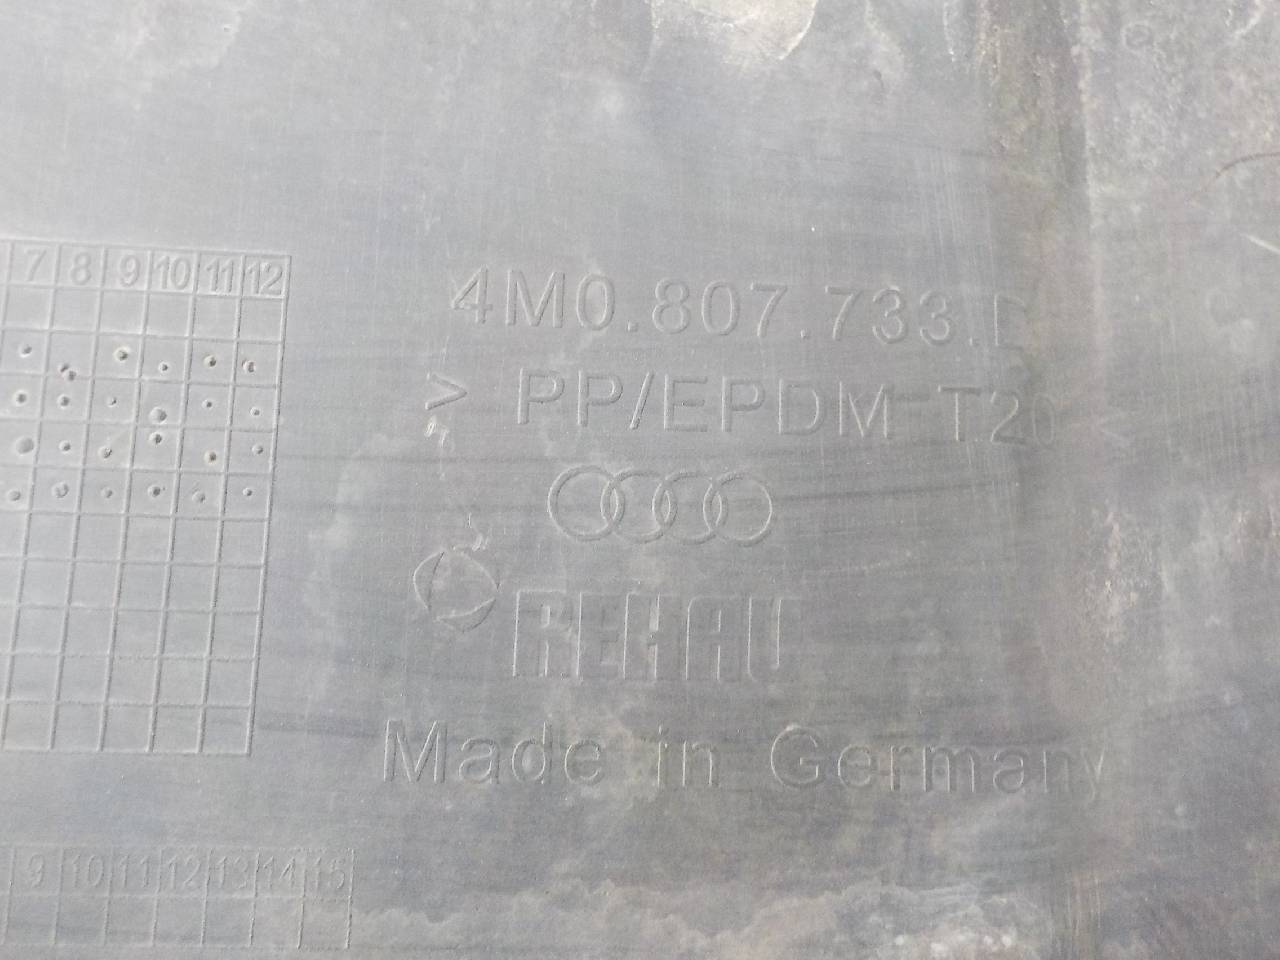 7 8 9 10 11 12
4M0.807.733.D
> PP/EPDM-T20 <
REHAU
Made in Germany
9 10 11 12 13 14 15